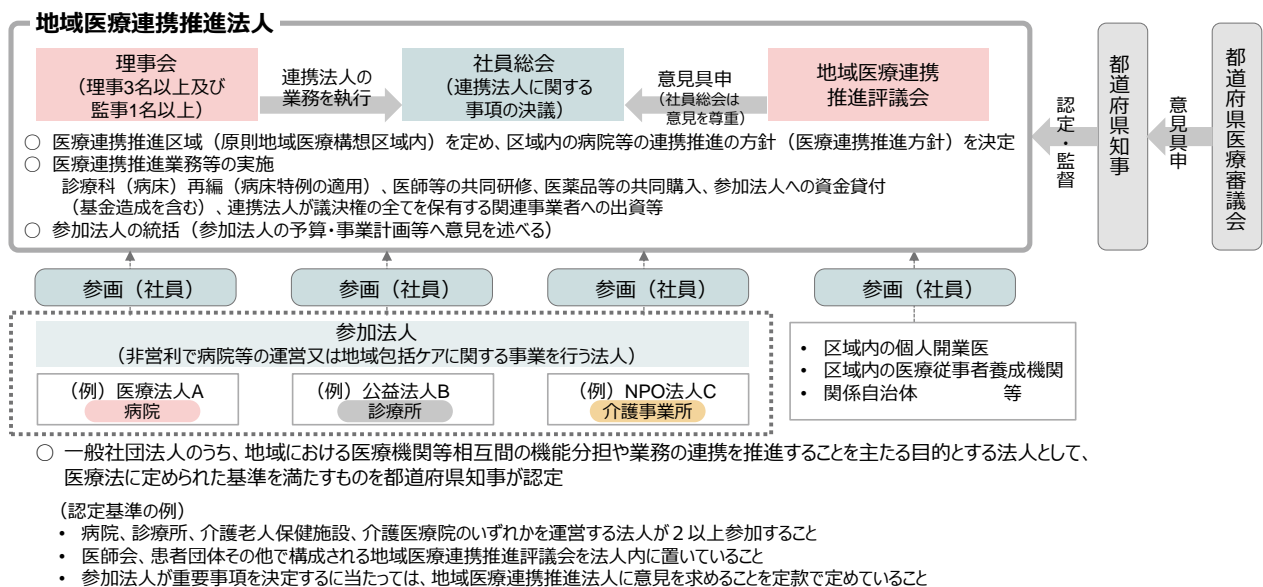 地域医療連携推進法人
理事会
（理事3名以上及び
監事1名以上）
連携法人の
業務を執行
社員総会
（連携法人に関する
事項の決議）
意見具申
（社員総会は
意見を尊重）
地域医療連携
推進評議会
認定・監督
都道府県知事
意見具申
都道府県医療審議会
○ 医療連携推進区域（原則地域医療構想区域内）を定め、区域内の病院等の連携推進の方針（医療連携推進方針）を決定
○ 医療連携推進業務等の実施
診療科（病床）再編（病床特例の適用）、医師等の共同研修、医薬品等の共同購入、参加法人への資金貸付
（基金造成を含む）、連携法人が議決権の全てを保有する関連事業者への出資等
○ 参加法人の統括（参加法人の予算・事業計画等へ意見を述べる）
参画（社員）
参画（社員）
参画（社員）
参画（社員）
参加法人
（非営利で病院等の運営又は地域包括ケアに関する事業を行う法人）
（例）医療法人A
病院
（例）公益法人B
診療所
（例）NPO法人C
介護事業所
• 区域内の個人開業医
• 区域内の医療従事者養成機関
• 関係自治体 等
○ 一般社団法人のうち、地域における医療機関等相互間の機能分担や業務の連携を推進することを主たる目的とする法人として、
医療法に定められた基準を満たすものを都道府県知事が認定
（認定基準の例）
• 病院、診療所、介護老人保健施設、介護医療院のいずれかを運営する法人が２以上参加すること
• 医師会、患者団体その他で構成される地域医療連携推進評議会を法人内に置いていること
• 参加法人が重要事項を決定するに当たっては、地域医療連携推進法人に意見を求めることを定款で定めていること